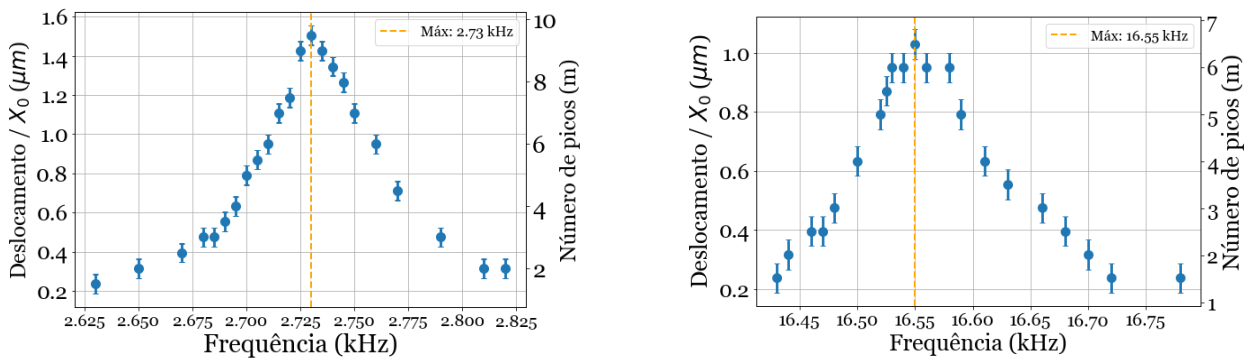 1.6
1.4
1.2
1.0
0.8
0.6
0.4
0.2
Deslocamento / X₀ (μm)
Máx: 2.73 kHz
10
8
6
4
2
Número de picos (m)
2.625 2.650 2.675 2.700 2.725 2.750 2.775 2.800 2.825
Frequência (kHz)
1.0
0.8
0.6
0.4
0.2
Deslocamento / X₀ (μm)
Máx: 16.55 kHz
7
6
5
4
3
2
1
Número de picos (m)
16.45 16.50 16.55 16.60 16.65 16.70 16.75
Frequência (kHz)